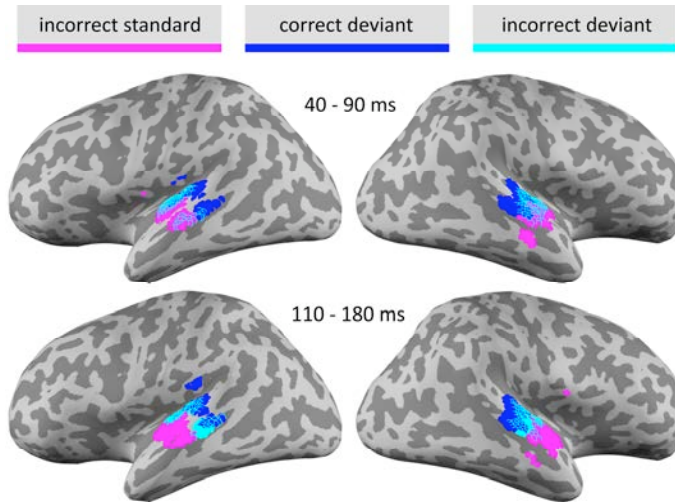 incorrect standard
correct deviant
incorrect deviant
40 - 90 ms
110 - 180 ms